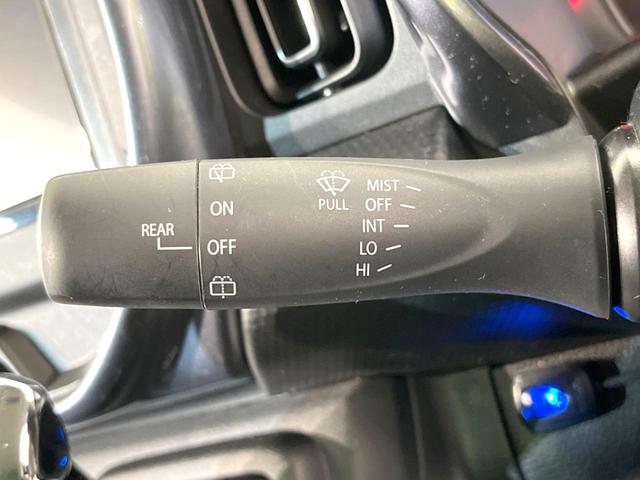 REAR
ON
OFF
PULL
MIST
OFF
INT
LO
HI